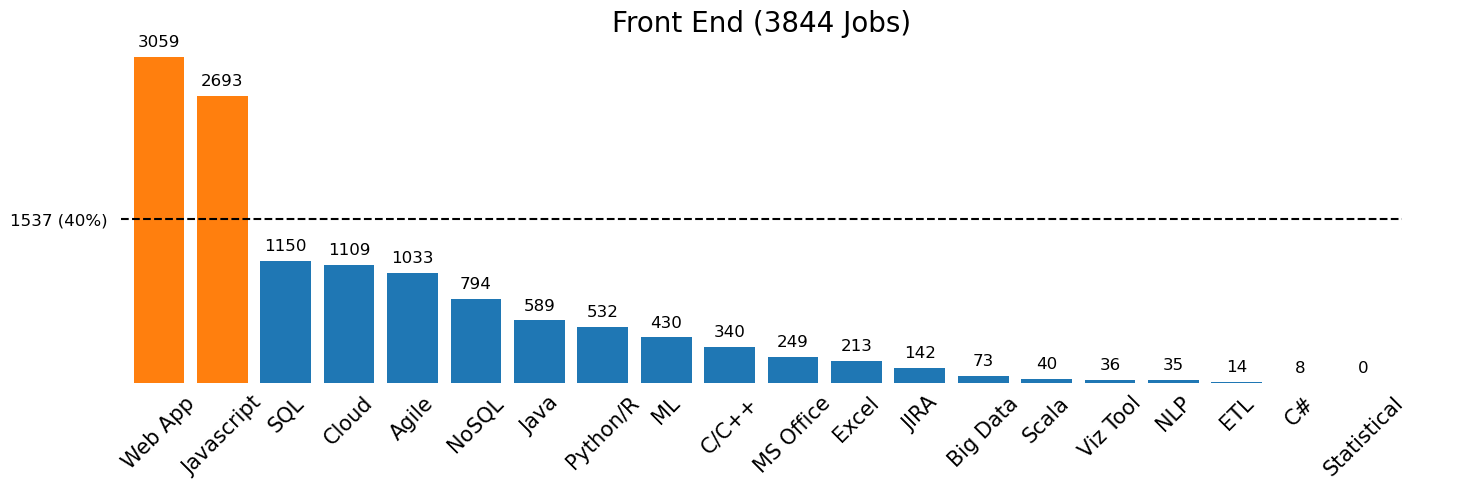 Front End (3844 Jobs)
3059
2693
1537 (40%)
1150
1109
1033
794
589
532
430
340
249
213
142
73
40
36
35
14
8
0
Web App
Javascript
SQL
Cloud
Agile
NoSQL
Java
Python/R
ML
C/C++
MS Office
Excel
JIRA
Big Data
Scala
Viz Tool
NLP
ETL
C#
Statistical